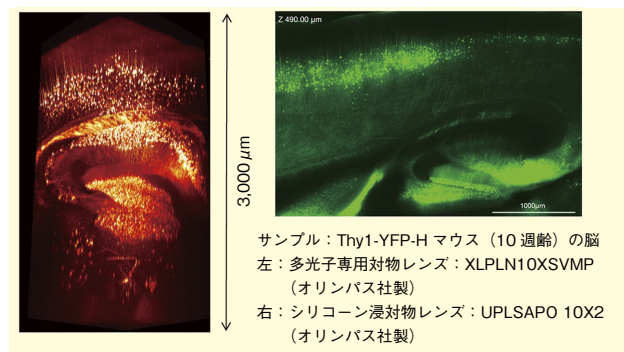 Z 490.00 μm
3,000 μm
1000μm
サンプル：Thy1-YFP-H マウス（10 週齢）の脳
左：多光子専用対物レンズ：XLPLN10XSVMP
（オリンパス社製）
右：シリコーン浸対物レンズ：UPLSAPO 10X2
（オリンパス社製）